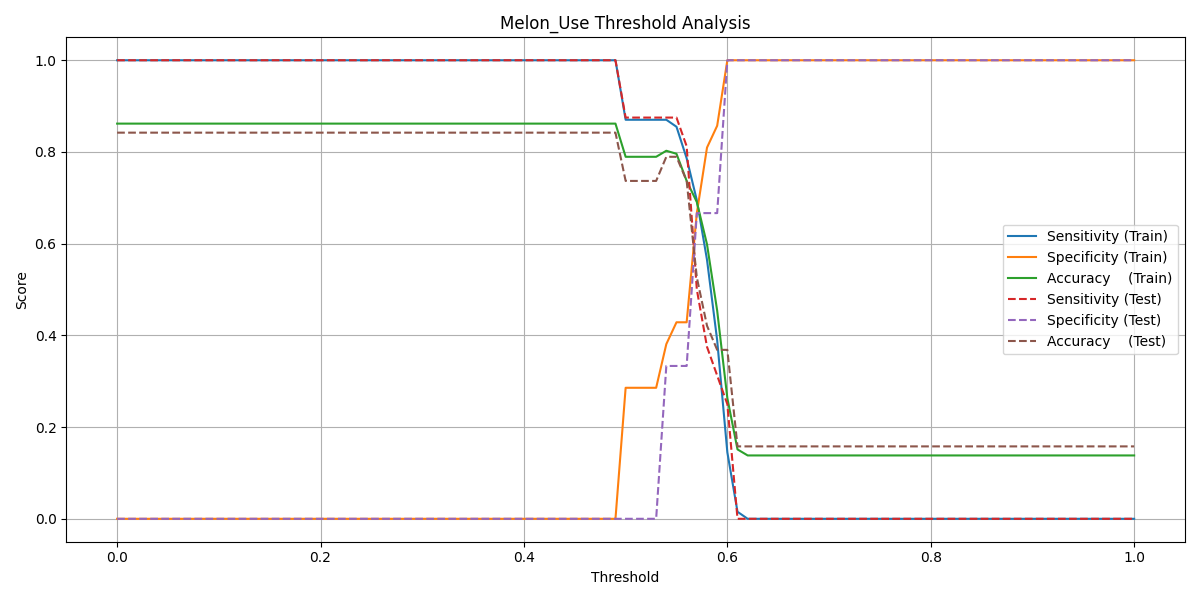 Melon_Use Threshold Analysis
1.0
0.8
0.6
0.4
0.2
0.0
Score
Sensitivity (Train)
Specificity (Train)
Accuracy    (Train)
Sensitivity (Test)
Specificity (Test)
Accuracy    (Test)
0.0
0.2
0.4
0.6
0.8
1.0
Threshold